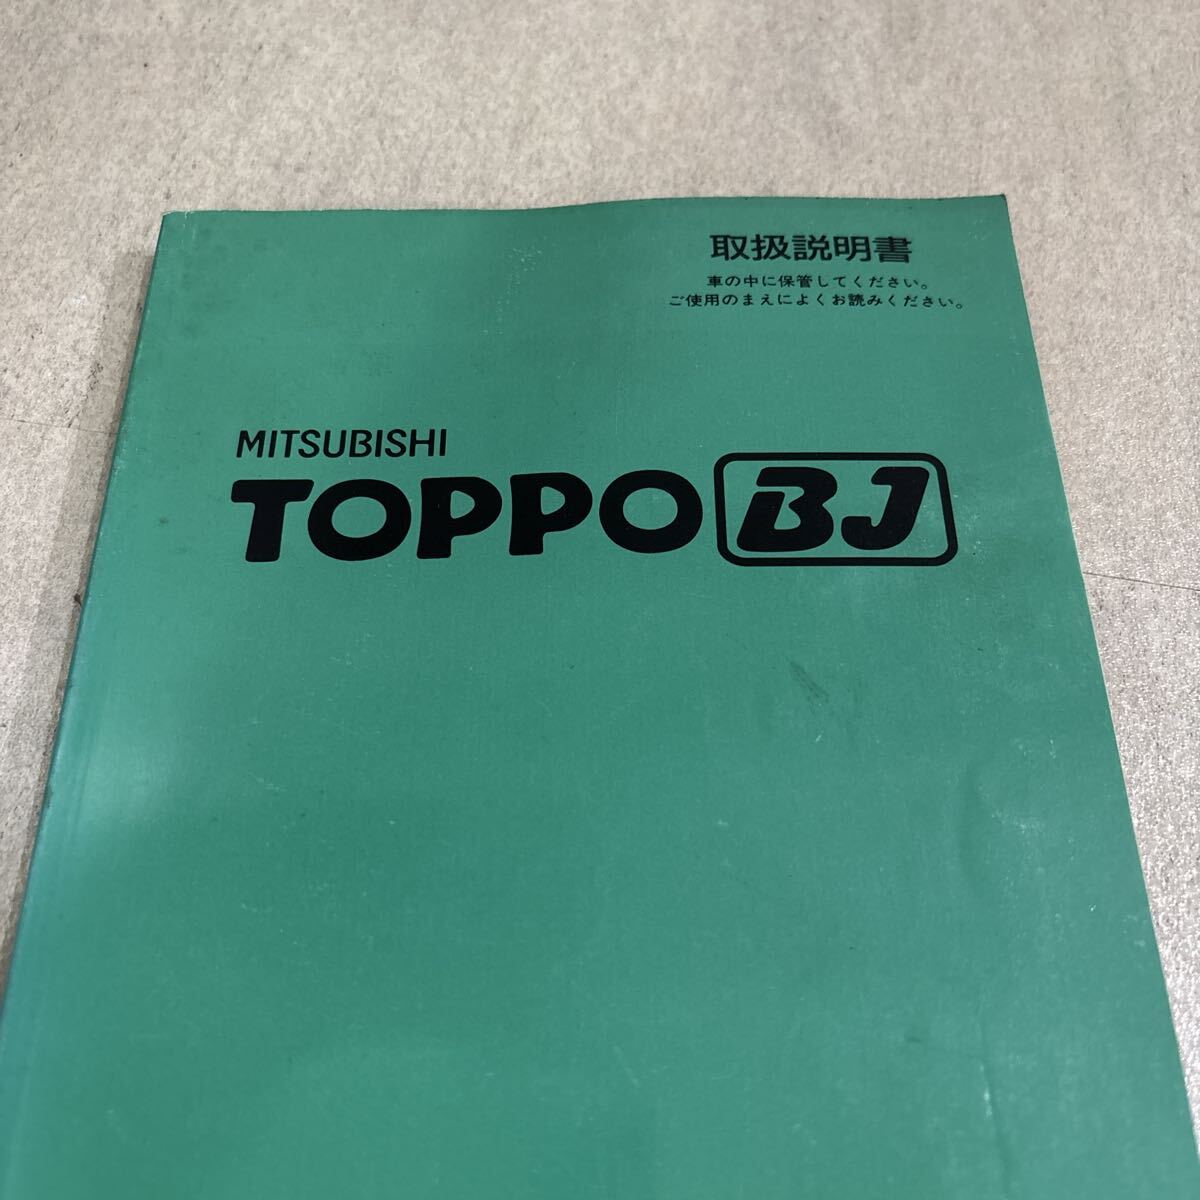 取扱説明書
車の中に保管してください。
ご使用のまえによくお読みください。
MITSUBISHI
TOPPO BJ